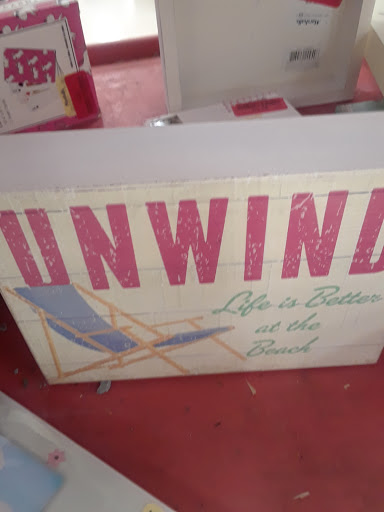 UNWIND
Life is Better
at the
Beach